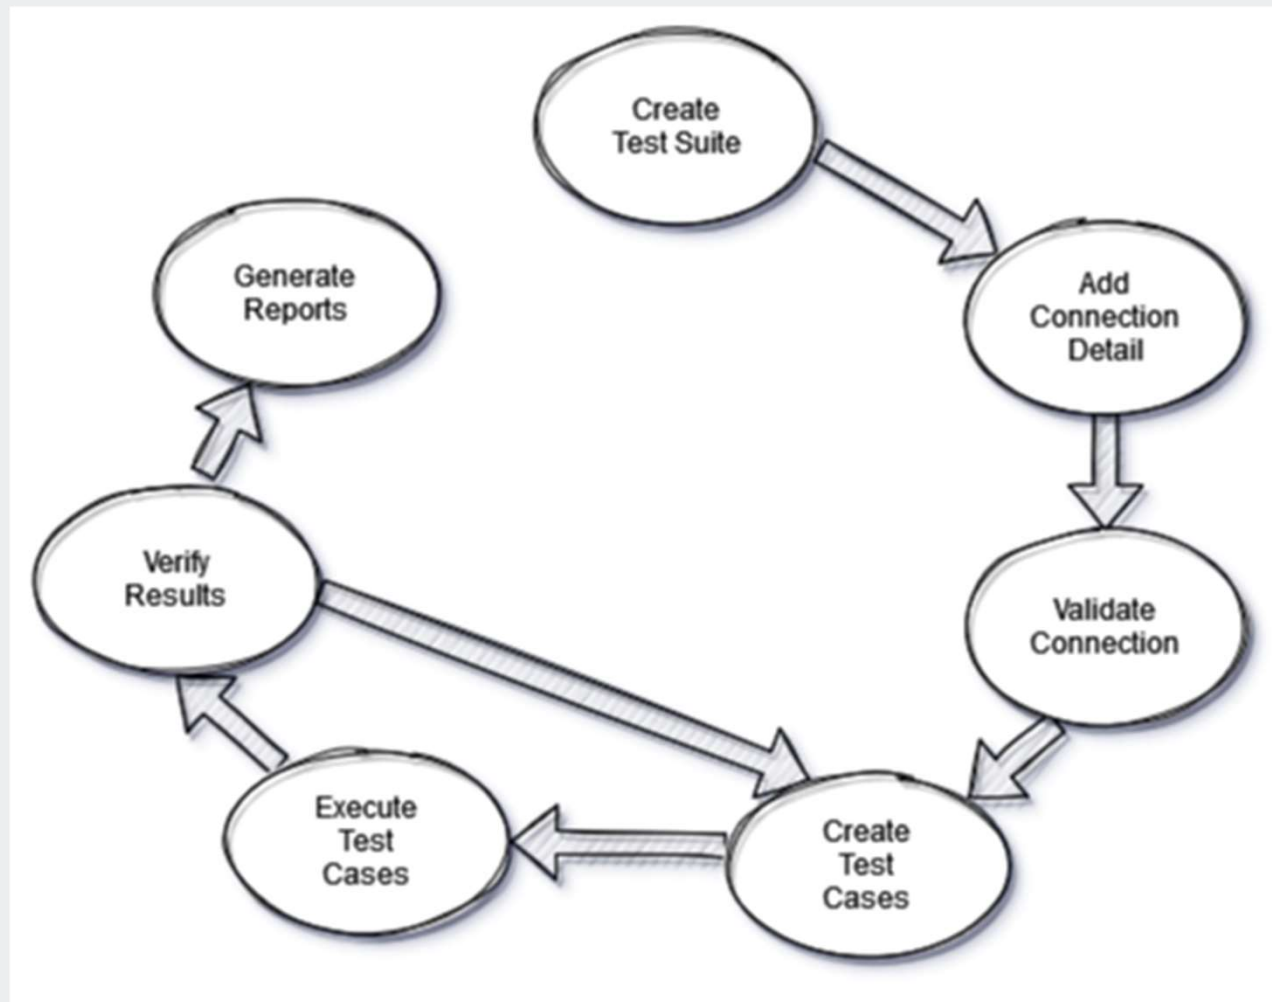 Create
Test Suite
Add
Connection
Detail
Validate
Connection
Create
Test
Cases
Execute
Test
Cases
Verify
Results
Generate
Reports